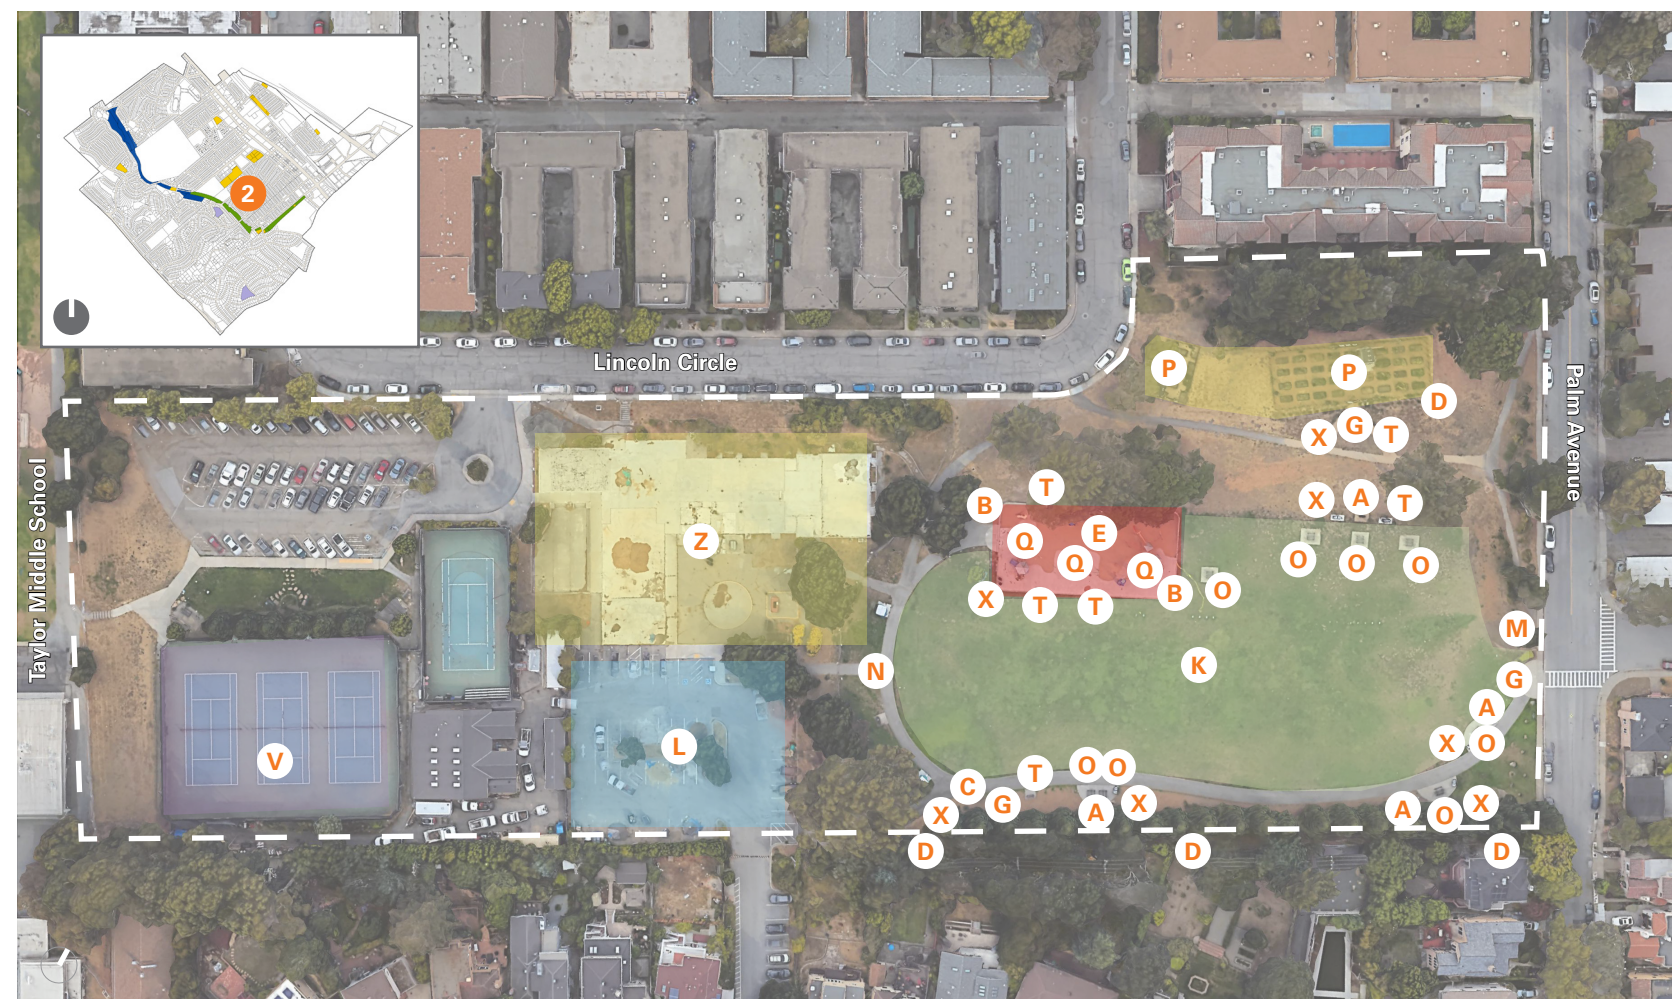 2
Lincoln Circle
Palm Avenue
Taylor Middle School
P
P
D
X
G
T
B
T
X
A
T
Q
E
Z
Q
Q
O
O
O
X
T
T
B
O
M
K
N
G
A
X
O
V
L
C
T
O
O
X
G
A
X
A
O
X
D
D
D